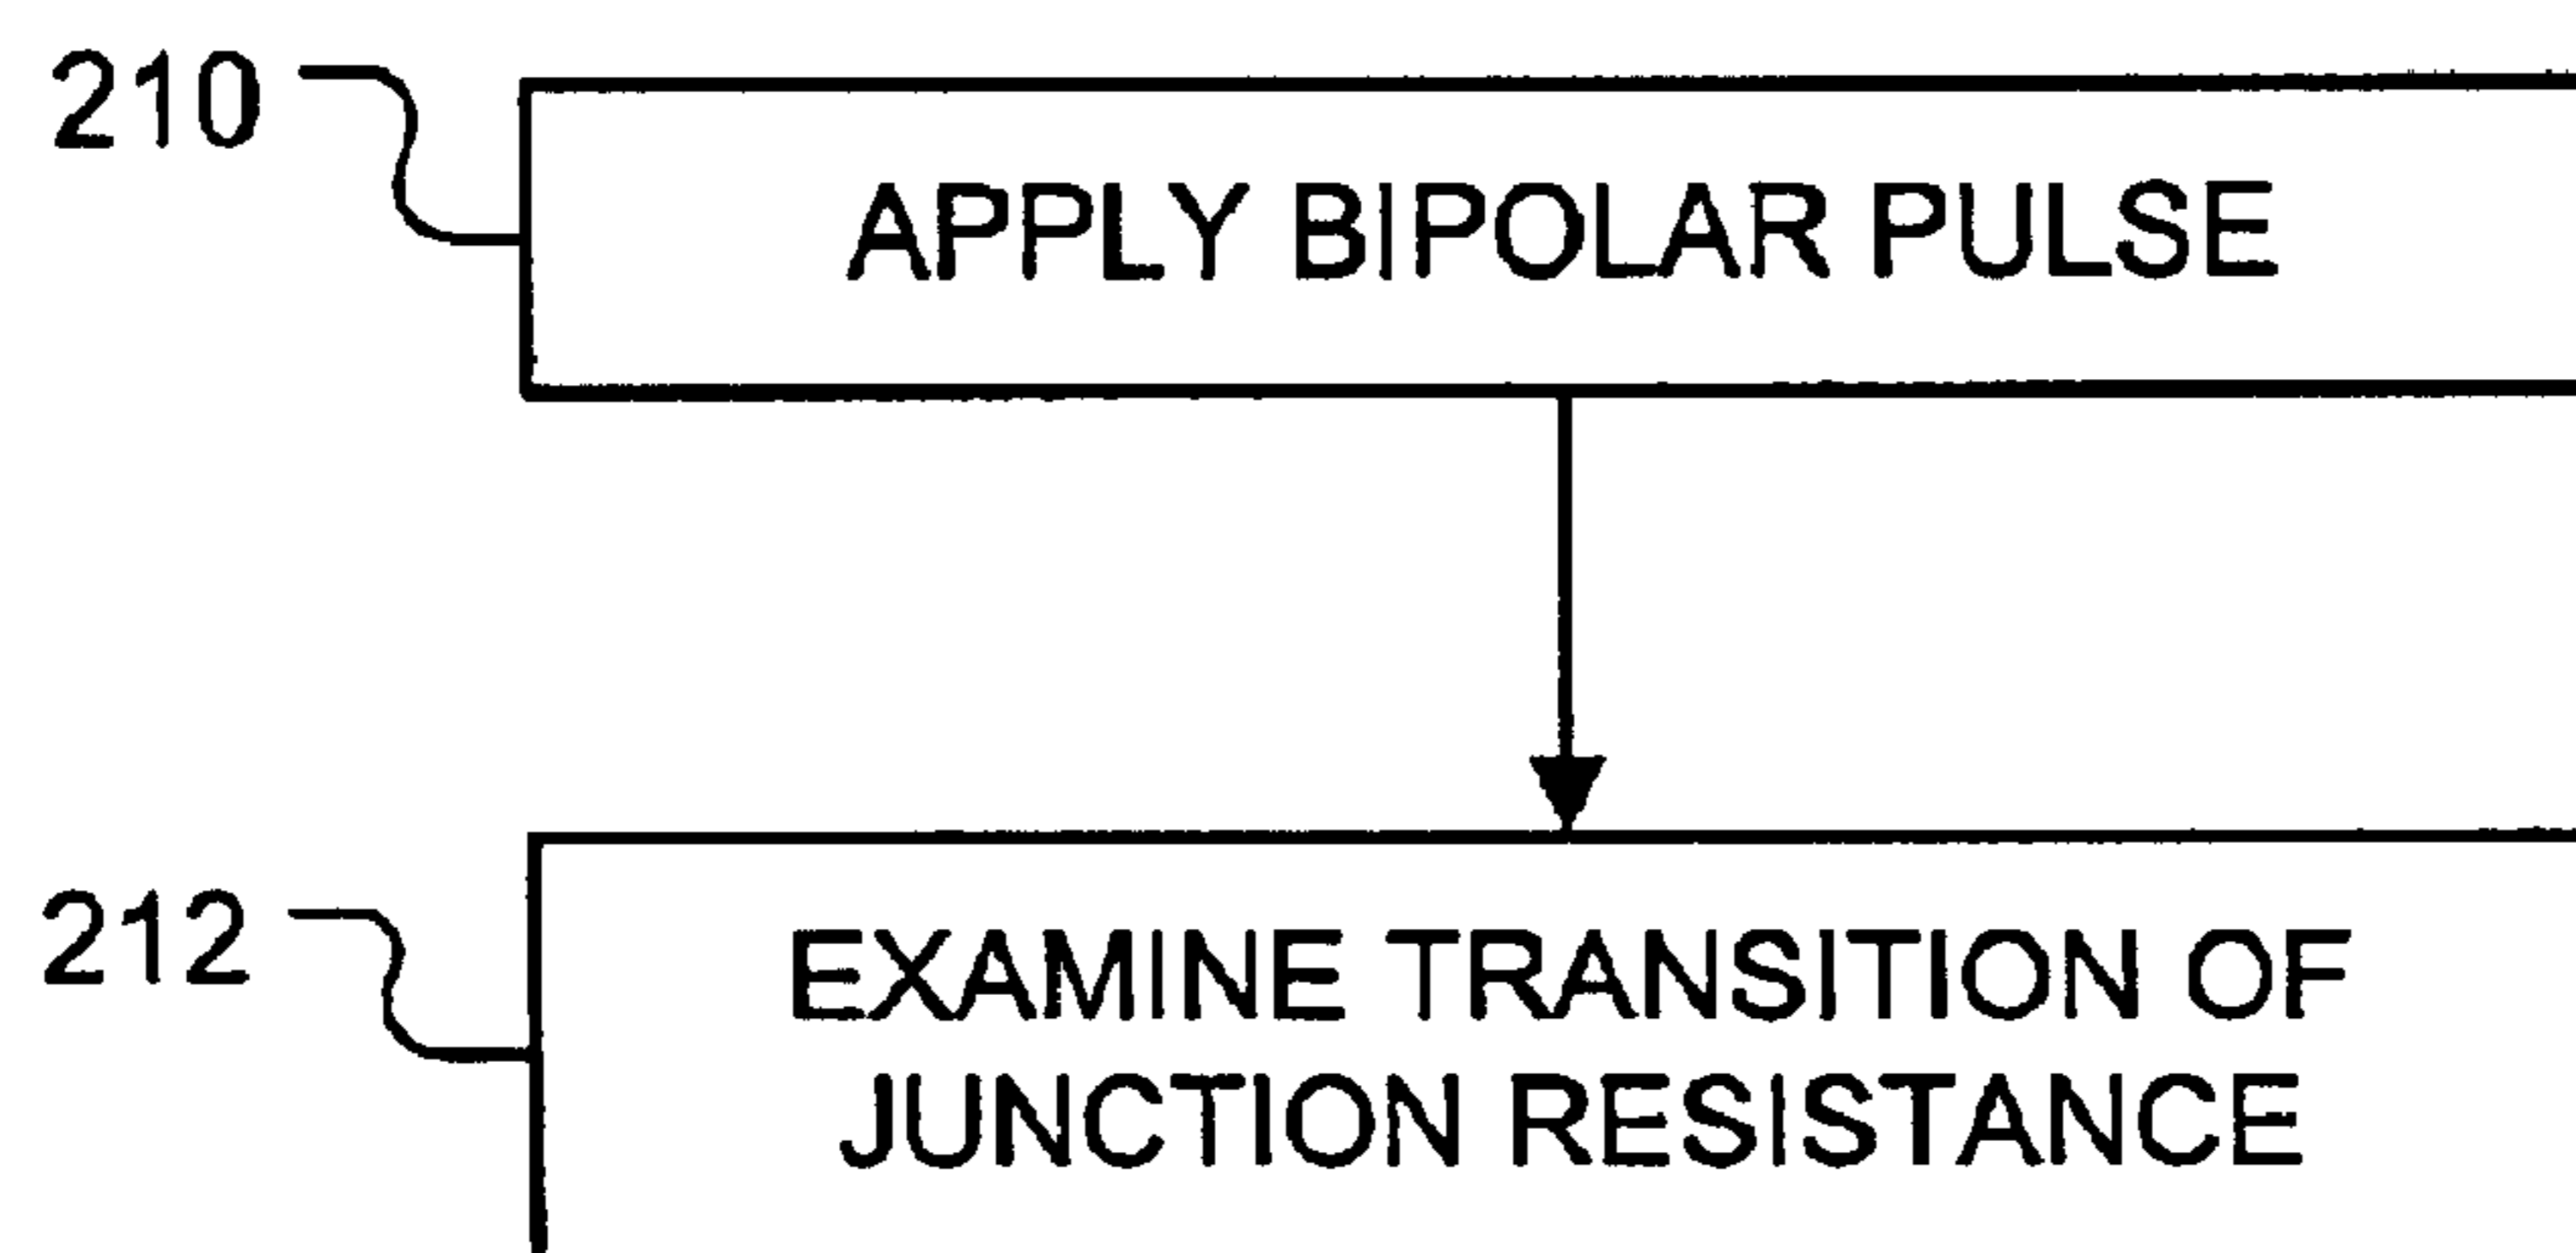 210
APPLY BIPOLAR PULSE
212
EXAMINE TRANSITION OF
JUNCTION RESISTANCE